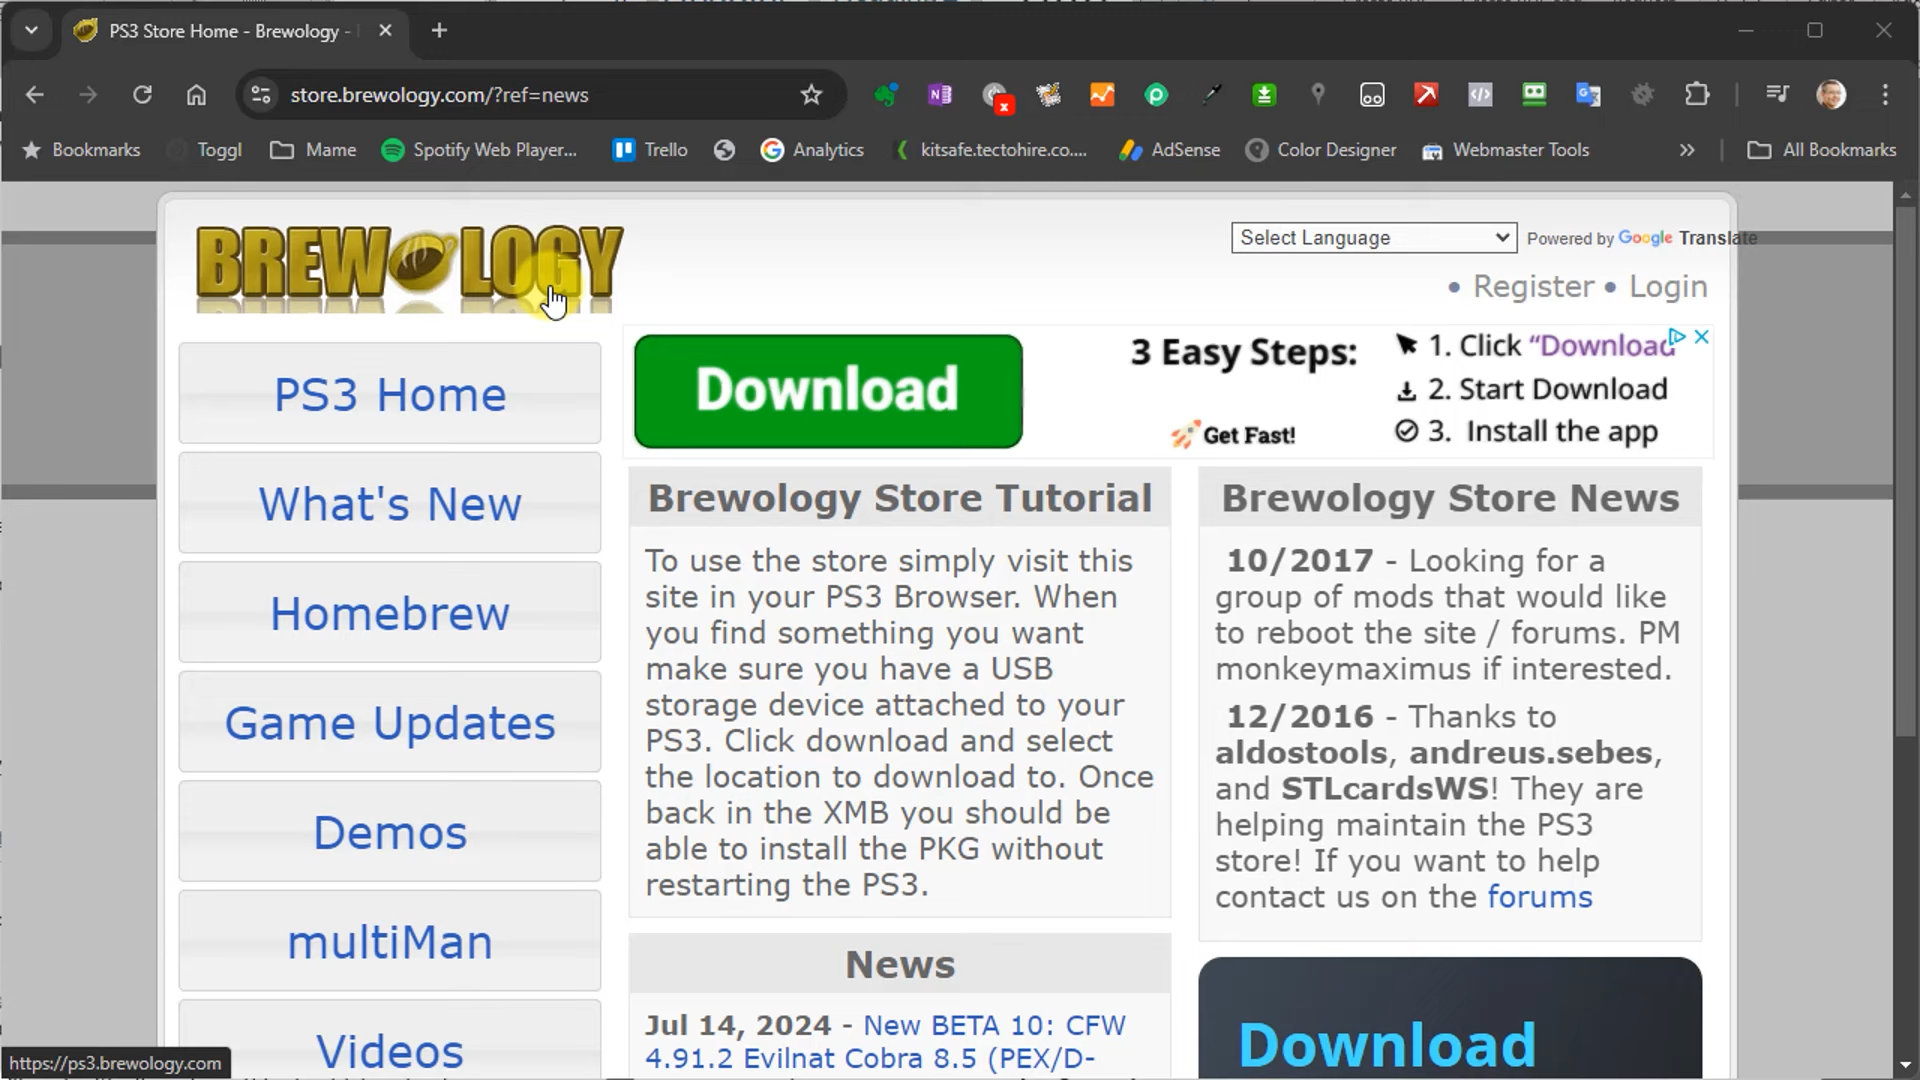 PS3 Store Home - Brewology -
store.brewology.com/?ref=news
Bookmarks
Toggl
Mame
Spotify Web Player...
Trello
Analytics
kitsafe.tectohire.co....
AdSense
Color Designer
Webmaster Tools
All Bookmarks
BREWOLOGY
Select Language
Powered by Google Translate
• Register • Login
Download
3 Easy Steps:
Get Fast!
1. Click “Download
2. Start Download
3. Install the app
PS3 Home
What's New
Homebrew
Game Updates
Demos
multiMan
Videos
Brewology Store Tutorial
To use the store simply visit this
site in your PS3 Browser. When
you find something you want
make sure you have a USB
storage device attached to your
PS3. Click download and select
the location to download to. Once
back in the XMB you should be
able to install the PKG without
restarting the PS3.
News
Jul 14, 2024 - New BETA 10: CFW
4.91.2 Evilnat Cobra 8.5 (PEX/D-
Brewology Store News
10/2017 - Looking for a
group of mods that would like
to reboot the site / forums. PM
monkeymaximus if interested.
12/2016 - Thanks to
aldostools, andreus.sebes,
and STLcardsWS! They are
helping maintain the PS3
store! If you want to help
contact us on the forums
Download
https://ps3.brewology.com